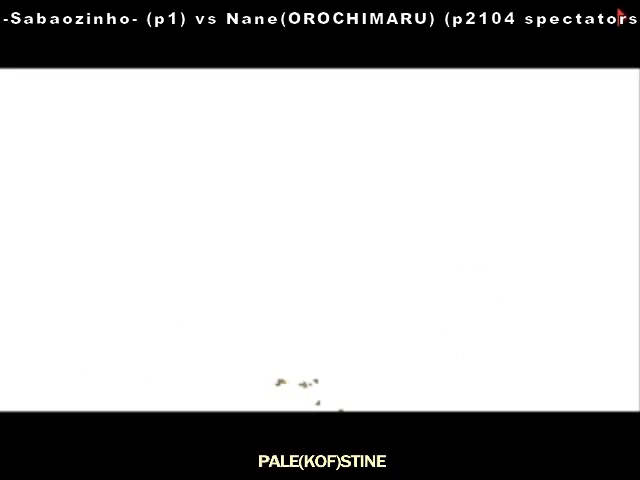 -Sabaozinho- (p1) vs Nane(OROCHIMARU) (p2104 spectators
PALE(KOF)STINE